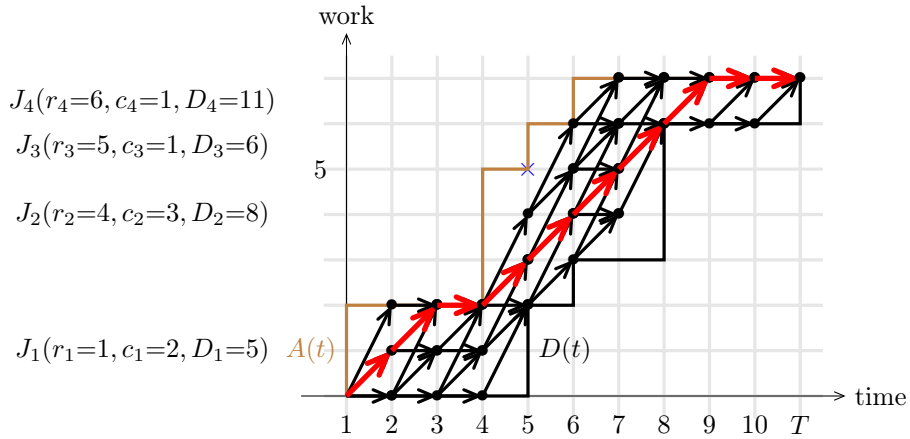 work
J₄(r₄=6, c₄=1, D₄=11)
J₃(r₃=5, c₃=1, D₃=6)
5
J₂(r₂=4, c₂=3, D₂=8)
J₁(r₁=1, c₁=2, D₁=5) A(t) D(t)
time
1 2 3 4 5 6 7 8 9 10 T